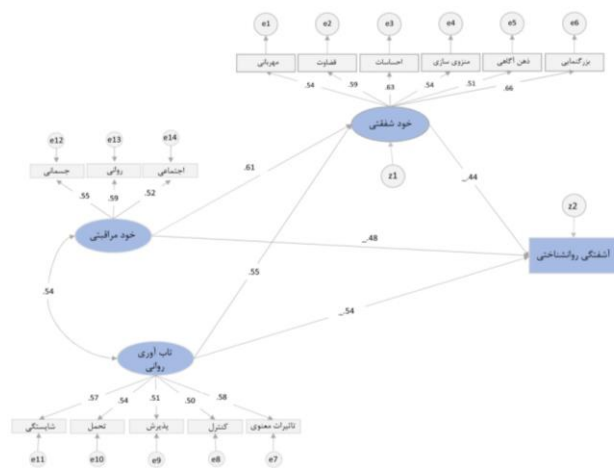 e1 e2 e3 e4 e5 e6
مهربانی قضاوت احساسات منزوی سازی ذهن آگاهی بزرگنمایی
.54 .59 .63 .54 .51 .66
خود شفقتی
z1
e12 e13 e14
جسمانی روانی اجتماعی
.55 .59 .52
خود مراقبتی
.61
_.44
z2
_.48
آشفتگی روانشناختی
.54
.55
_.54
تاب آوری
روانی
.57 .54 .51 .50 .58
شایستگی تحمل پذیرش کنترل تاثیرات معنوی
e11 e10 e9 e8 e7